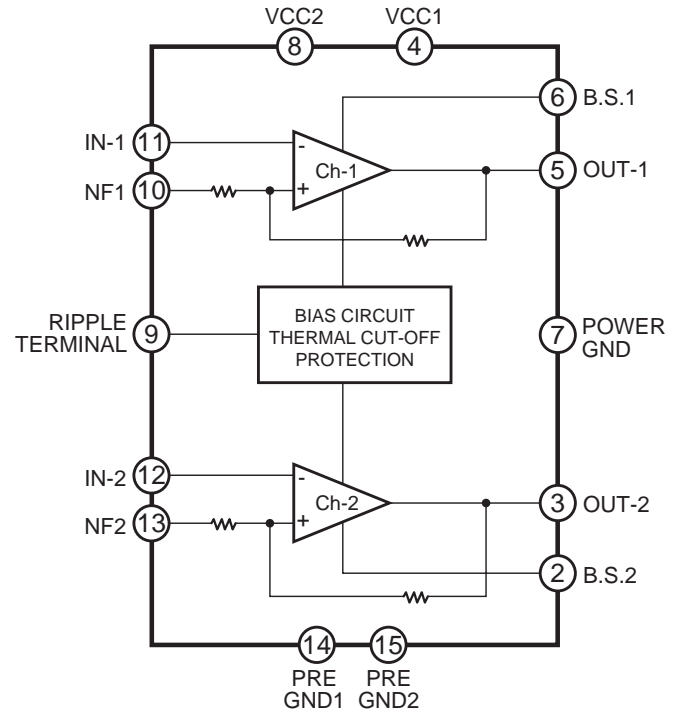 VCC2
VCC1
8
4
6
B.S.1
IN-1
11
-
Ch-1
5
OUT-1
NF1
10
+
RIPPLE
TERMINAL
9
BIAS CIRCUIT
THERMAL CUT-OFF
PROTECTION
7
POWER
GND
IN-2
12
-
Ch-2
3
OUT-2
NF2
13
+
2
B.S.2
14
15
PRE
GND1
PRE
GND2